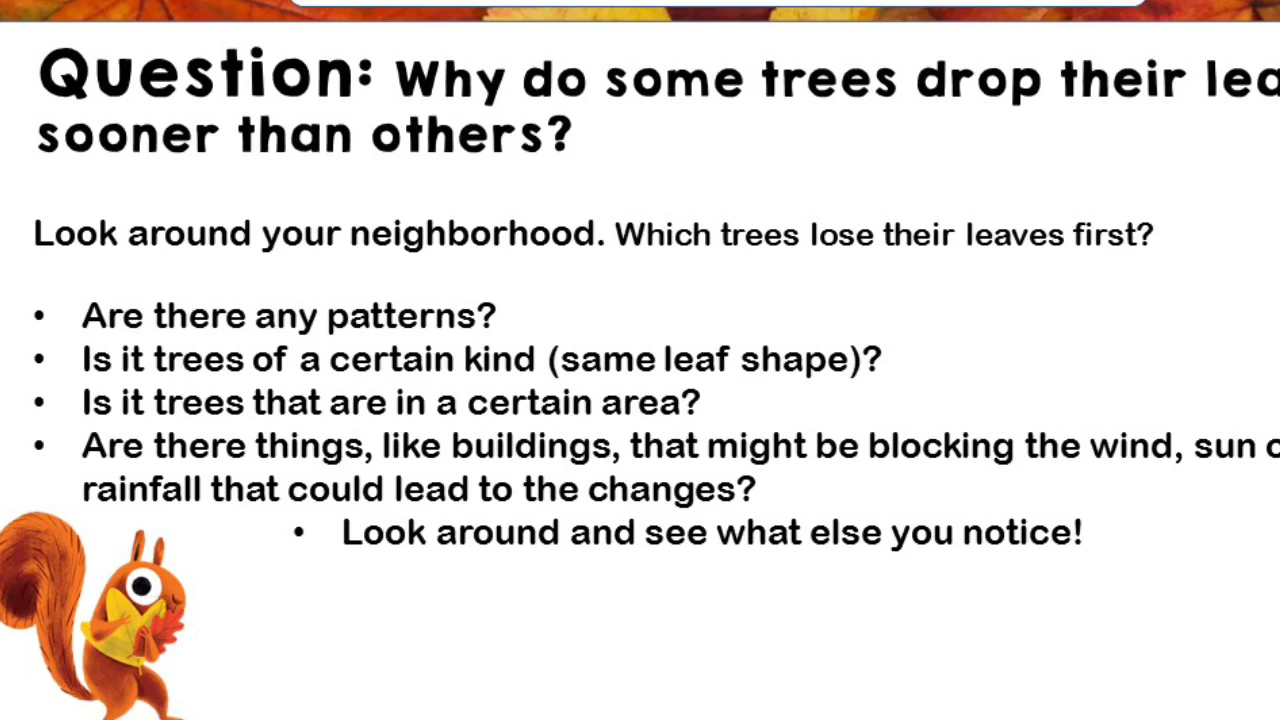 Question: Why do some trees drop their lea
sooner than others?
Look around your neighborhood. Which trees lose their leaves first?
• Are there any patterns?
• Is it trees of a certain kind (same leaf shape)?
• Is it trees that are in a certain area?
• Are there things, like buildings, that might be blocking the wind, sun
rainfall that could lead to the changes?
• Look around and see what else you notice!